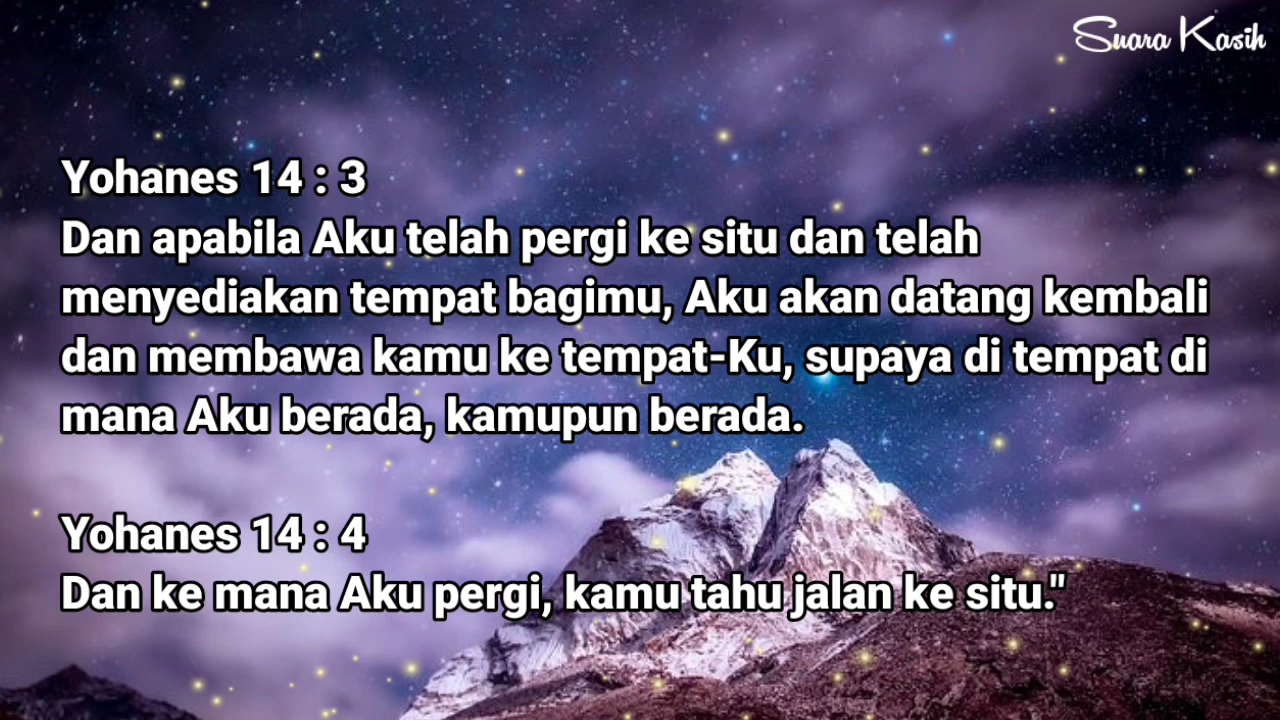 Suara Kasih
Yohanes 14 : 3
Dan apabila Aku telah pergi ke situ dan telah
menyediakan tempat bagimu, Aku akan datang kembali
dan membawa kamu ke tempat-Ku, supaya di tempat di
mana Aku berada, kamupun berada.
Yohanes 14 : 4
Dan ke mana Aku pergi, kamu tahu jalan ke situ."